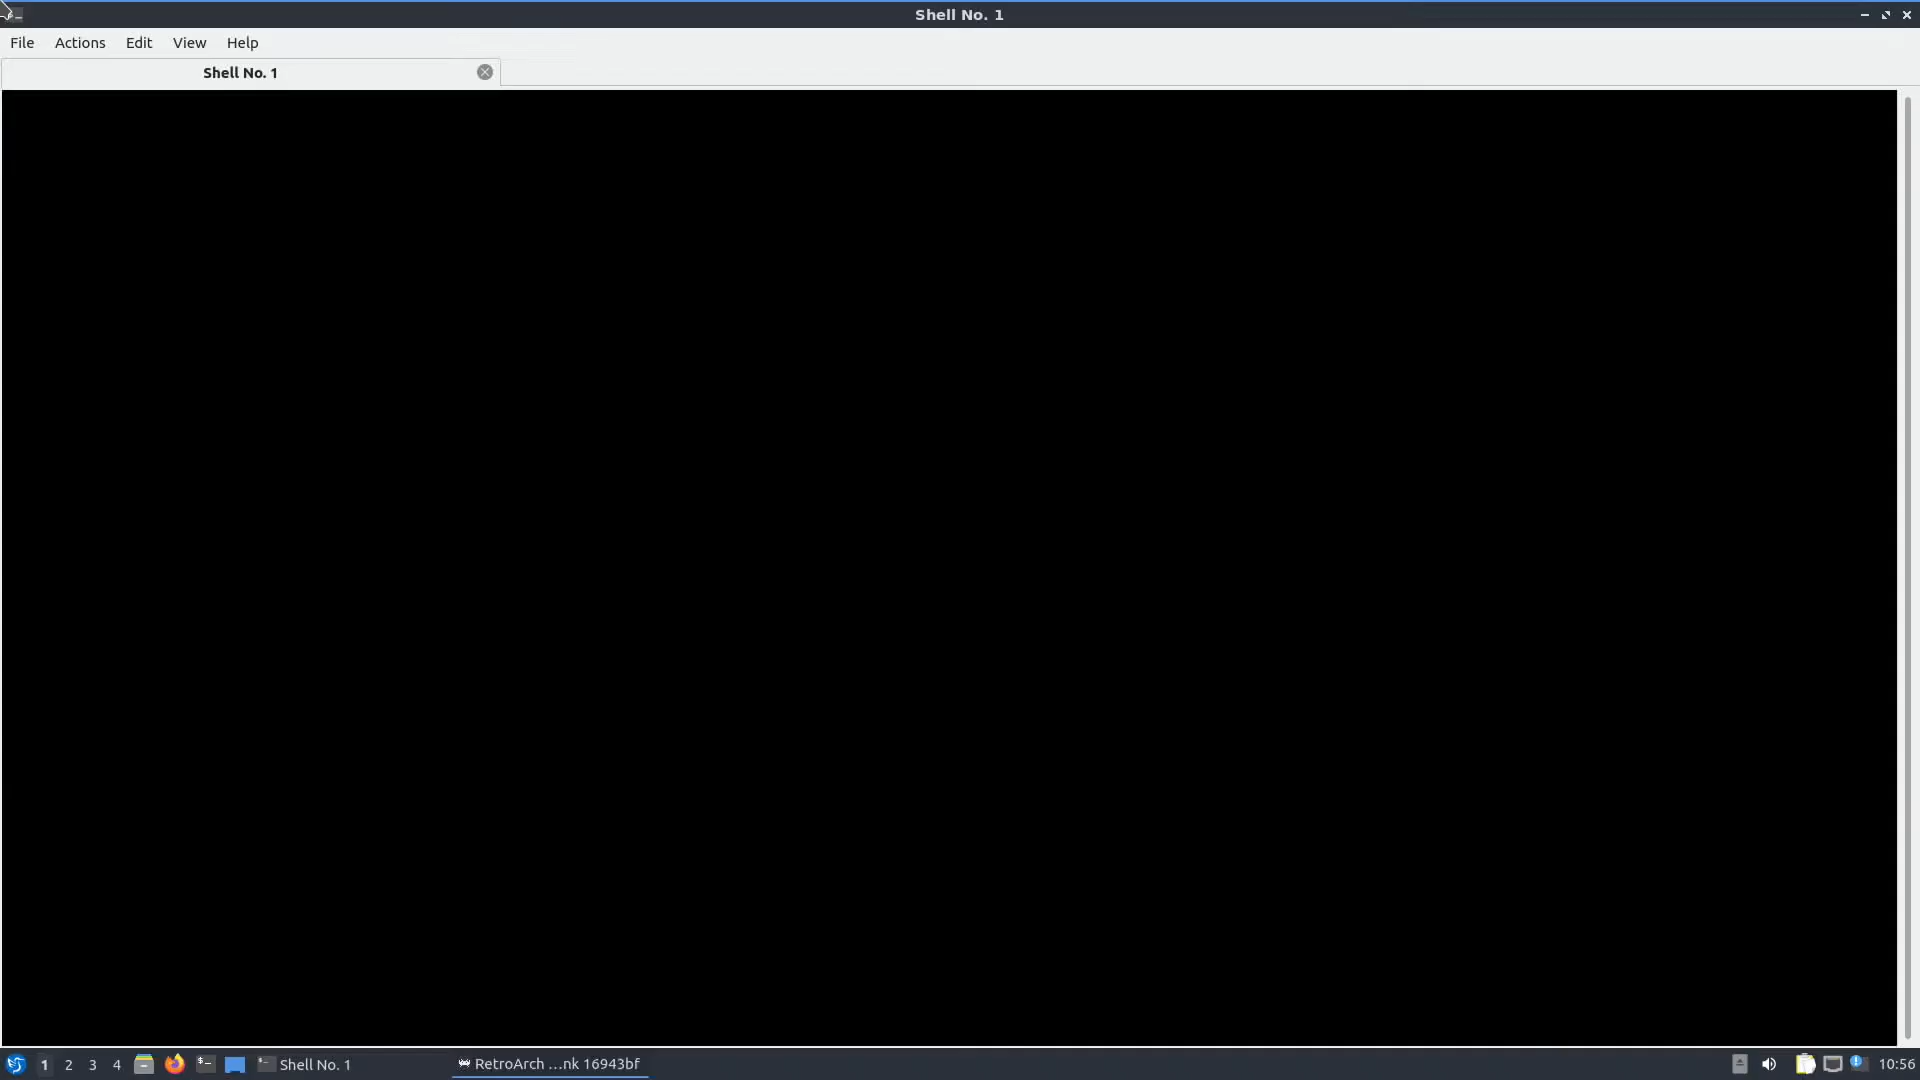 Shell No. 1
File Actions Edit View Help
Shell No. 1
1 2 3 4 Shell No. 1 RetroArch ...nk 16943bf 10:56